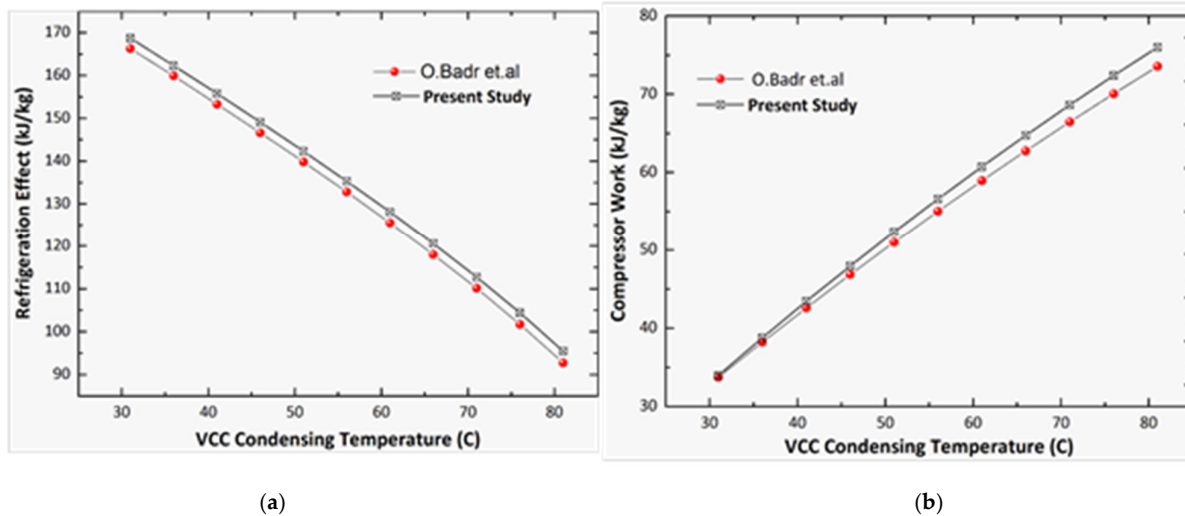 170
160
150
140
130
120
110
100
90
Refrigeration Effect (kJ/kg)
O.Badr et.al
Present Study
30 40 50 60 70 80
VCC Condensing Temperature (C)
(a)
80
70
60
50
40
30
Compressor Work (kJ/kg)
O.Badr et.al
Present Study
30 40 50 60 70 80
VCC Condensing Temperature (C)
(b)